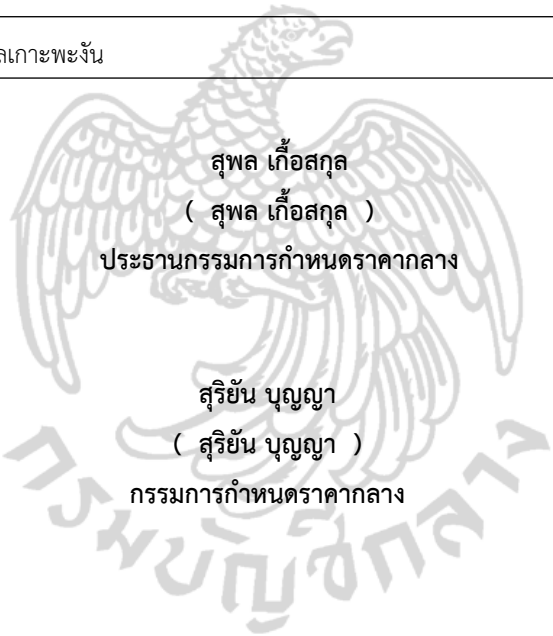 ลเกาะพะงัน
สุพล เกื้อสกุล
( สุพล เกื้อสกุล )
ประธานกรรมการกำหนดราคากลาง
สุริยัน บุญญา
( สุริยัน บุญญา )
กรรมการกำหนดราคากลาง
กรมบัญชีกลาง